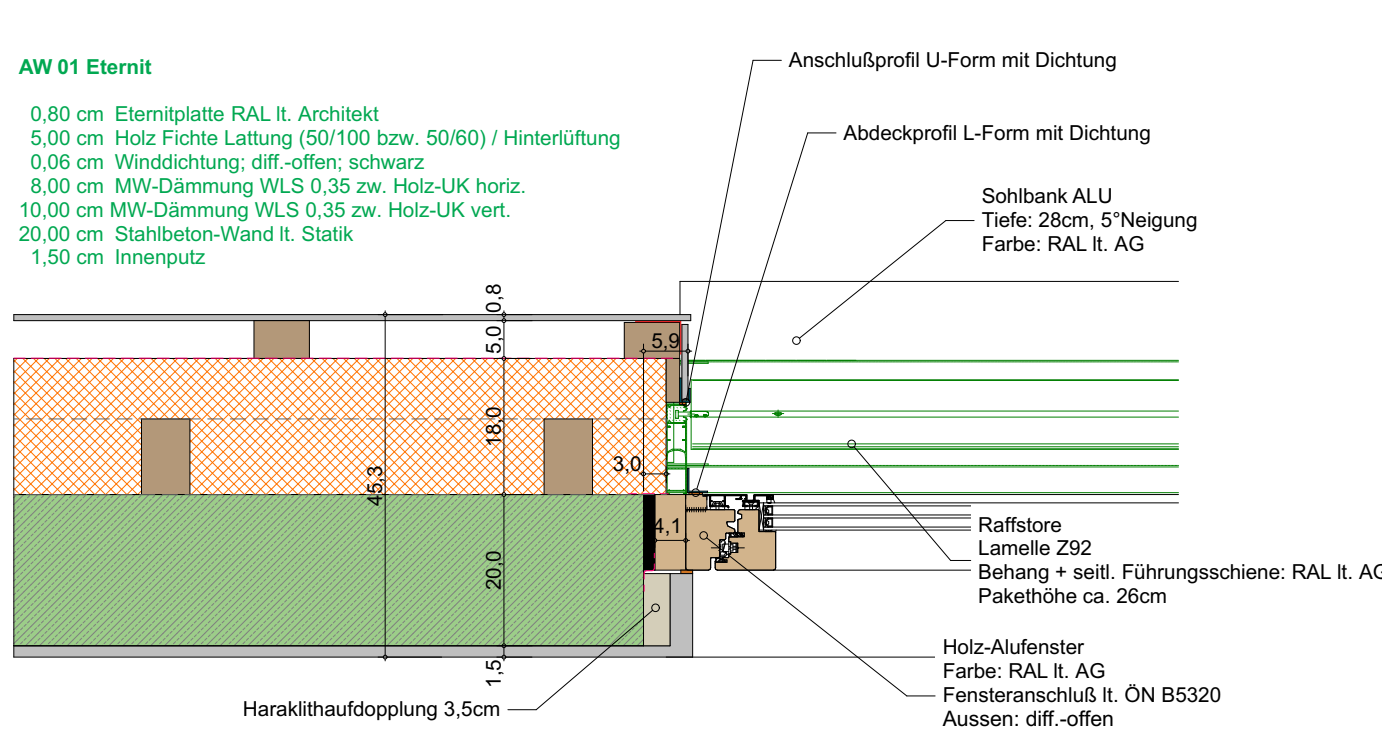 AW 01 Eternit
0,80 cm Eternitplatte RAL lt. Architekt
5,00 cm Holz Fichte Lattung (50/100 bzw. 50/60) / Hinterlüftung
0,06 cm Winddichtung; diff.-offen; schwarz
8,00 cm MW-Dämmung WLS 0,35 zw. Holz-UK horiz.
10,00 cm MW-Dämmung WLS 0,35 zw. Holz-UK vert.
20,00 cm Stahlbeton-Wand lt. Statik
1,50 cm Innenputz
Anschlußprofil U-Form mit Dichtung
Abdeckprofil L-Form mit Dichtung
Sohlbank ALU
Tiefe: 28cm, 5°Neigung
Farbe: RAL lt. AG
0,8
5,0
5,9
18,0
3,0
45,3
4,1
20,0
1,5
Raffstore
Lamelle Z92
Behang + seitl. Führungsschiene: RAL lt. AG
Pakethöhe ca. 26cm
Holz-Alufenster
Farbe: RAL lt. AG
Fensteranschluß lt. ÖN B5320
Aussen: diff.-offen
Haraklithaufdopplung 3,5cm